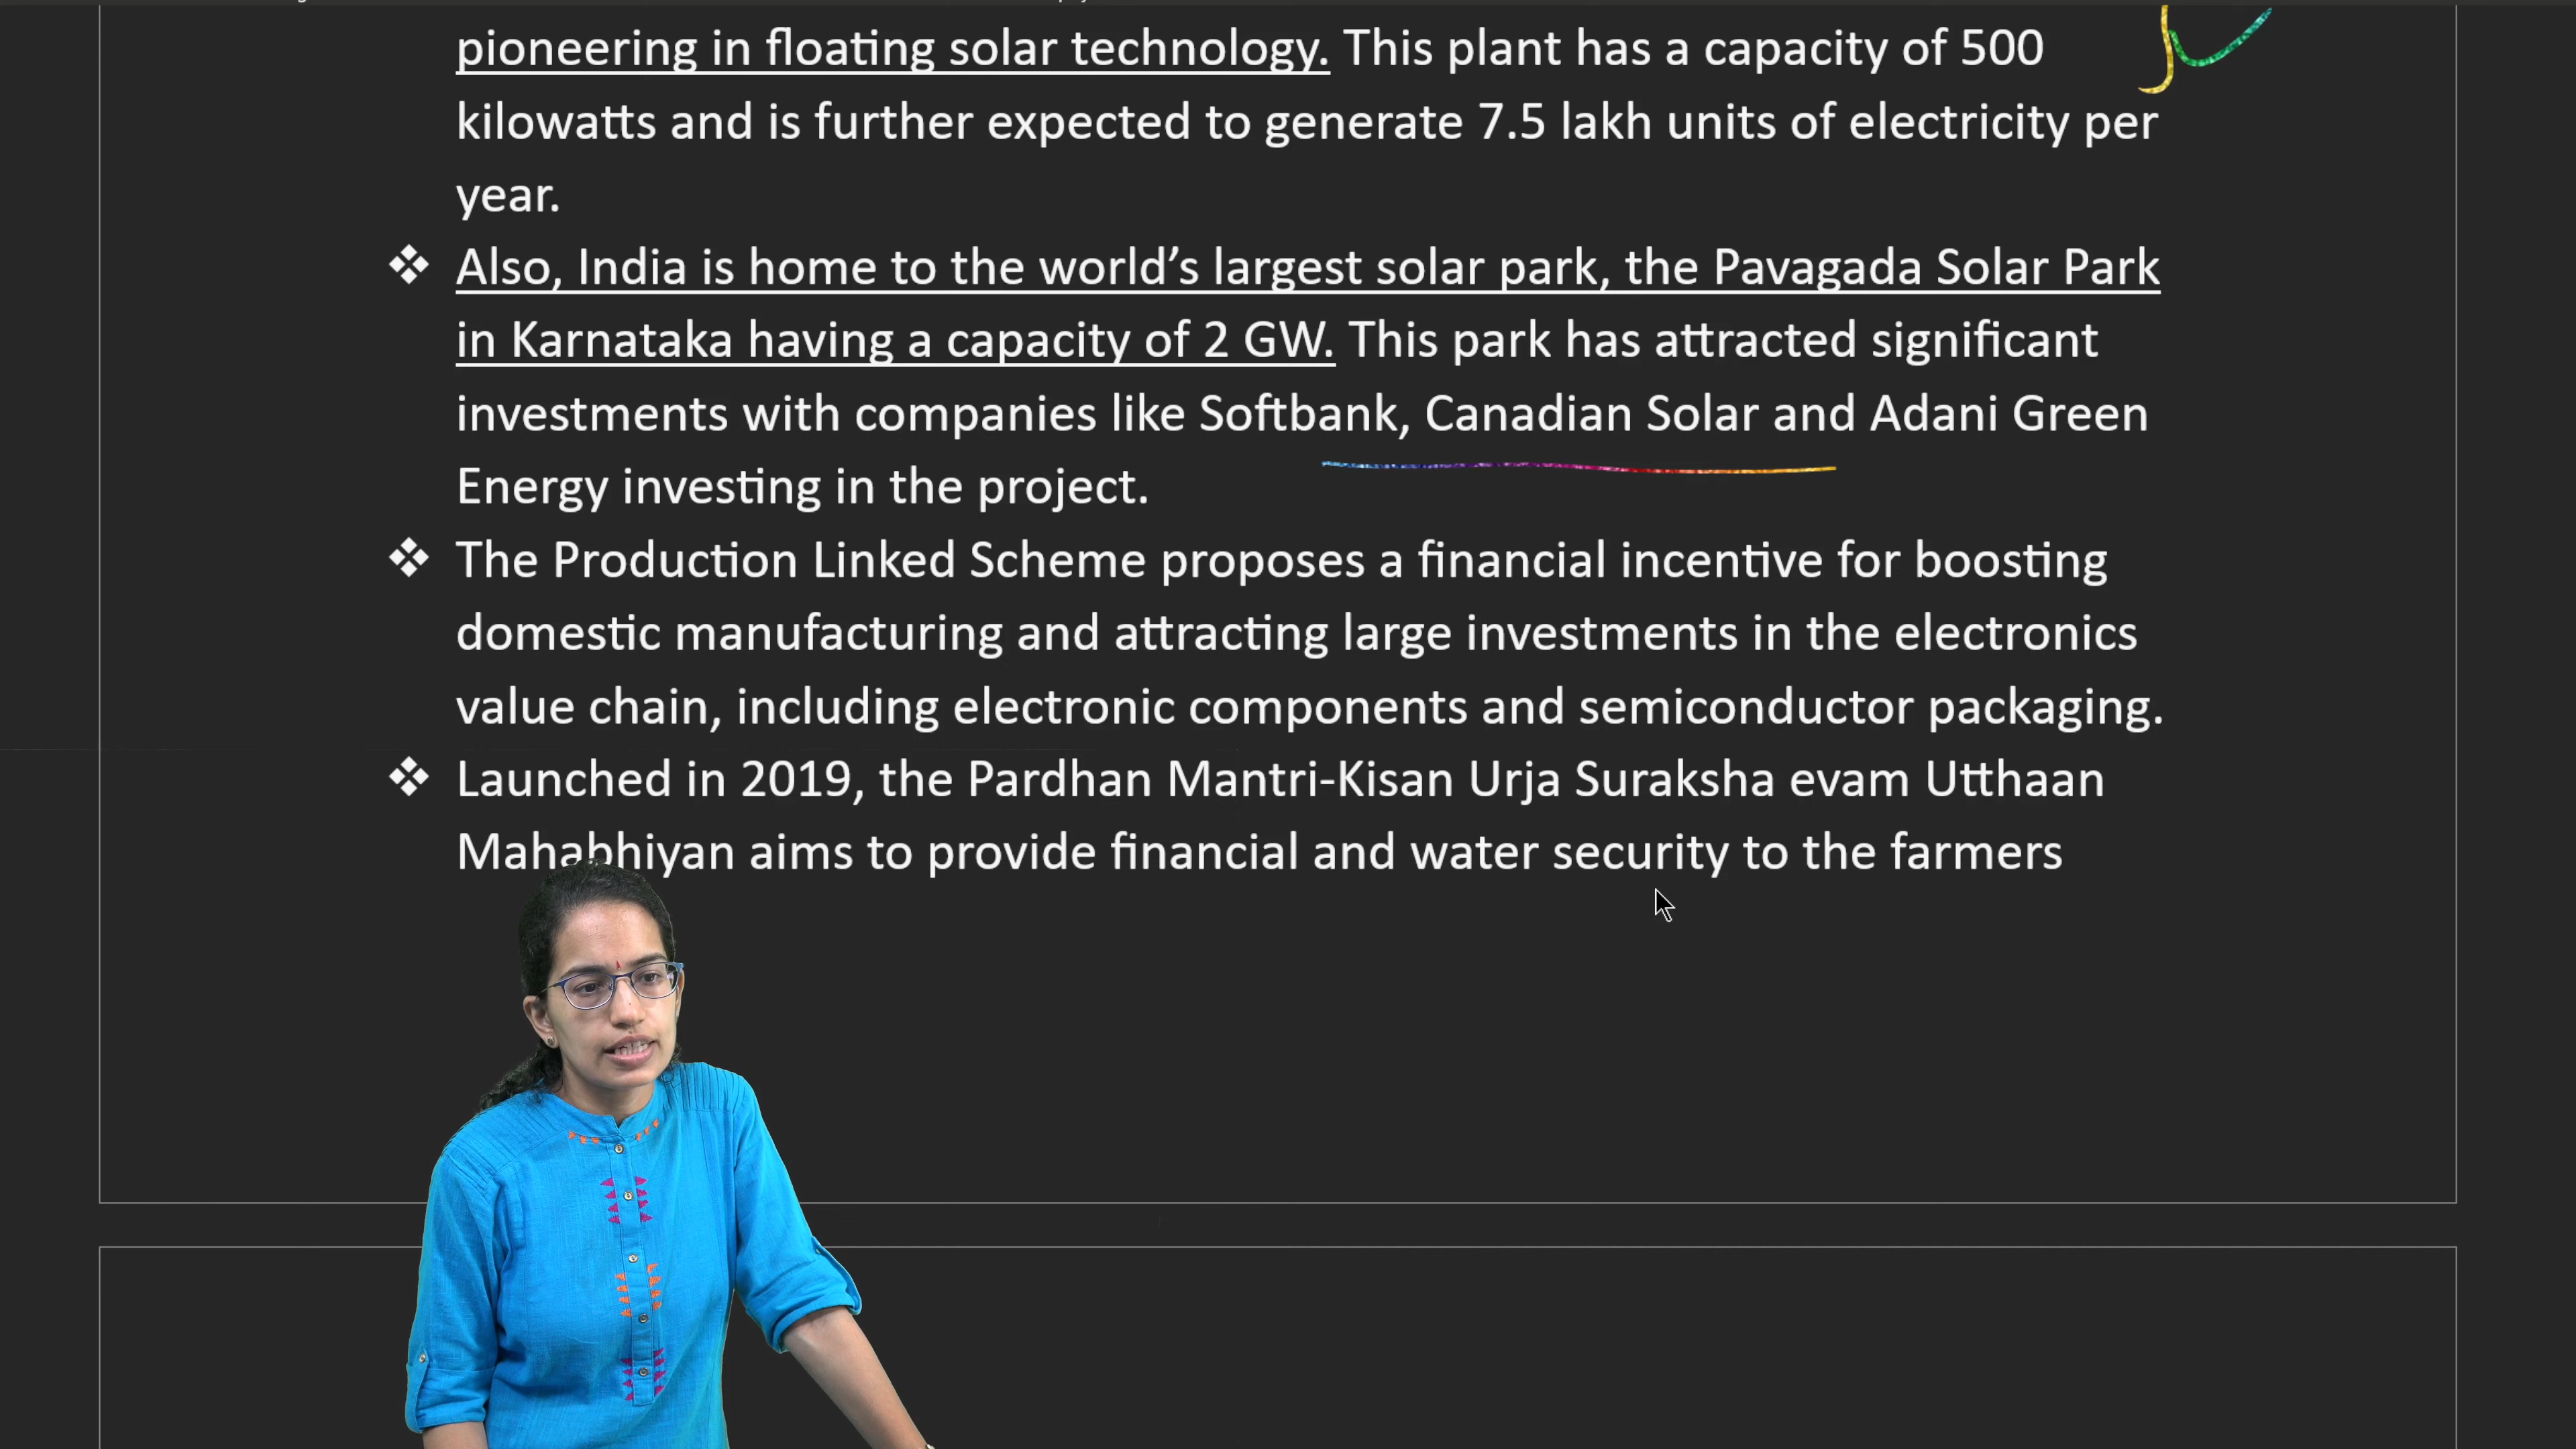 pioneering in floating solar technology. This plant has a capacity of 500
kilowatts and is further expected to generate 7.5 lakh units of electricity per
year.
❖ Also, India is home to the world’s largest solar park, the Pavagada Solar Park
in Karnataka having a capacity of 2 GW. This park has attracted significant
investments with companies like Softbank, Canadian Solar and Adani Green
Energy investing in the project.
❖ The Production Linked Scheme proposes a financial incentive for boosting
domestic manufacturing and attracting large investments in the electronics
value chain, including electronic components and semiconductor packaging.
❖ Launched in 2019, the Pardhan Mantri-Kisan Urja Suraksha evam Utthaan
Mahabhiyan aims to provide financial and water security to the farmers